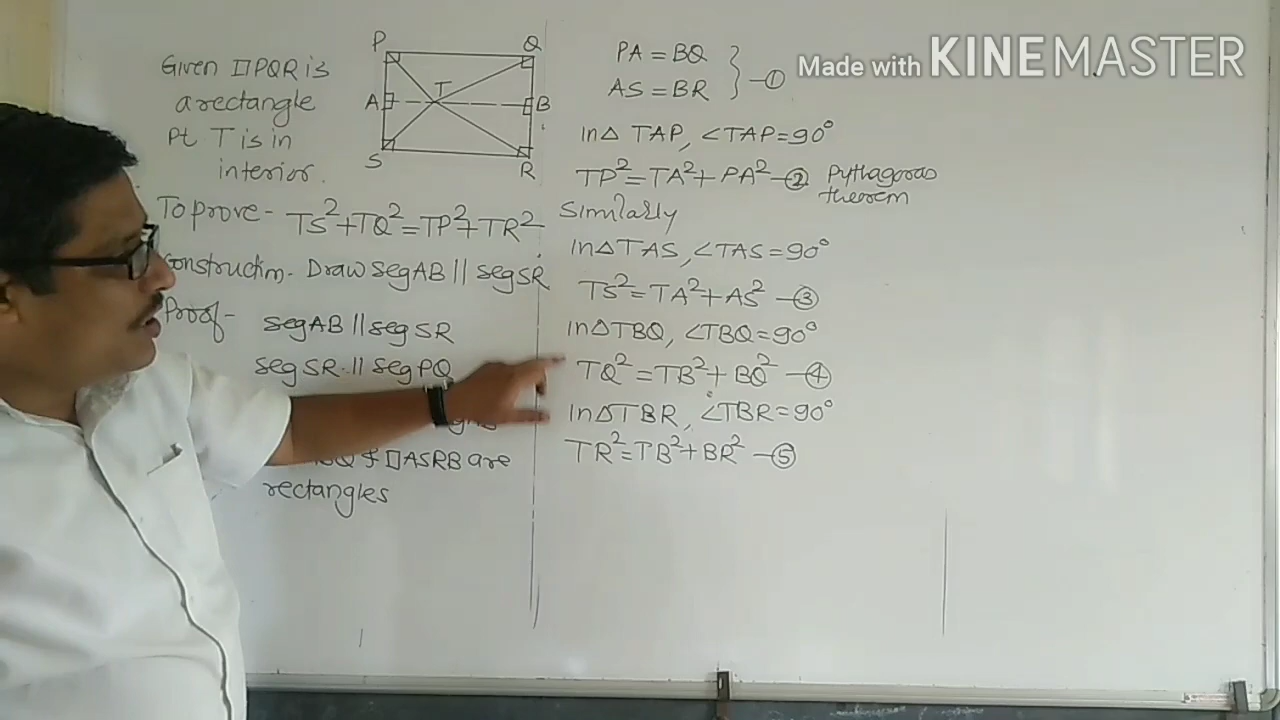 Given □PQR is
a rectangle
Pt T is in
interior.
To prove - TS²+TQ²=TP²+TR²
Construction - Draw seg AB || seg SR
Proof - seg AB || seg SR
seg SR || seg PQ
& □ASRB are
rectangles
P
Q
A
T
B
S
R
PA = BQ
AS = BR } — ①
In △ TAP, ∠TAP = 90°
TP² = TA² + PA² — ② Pythagoras
theorem
Similarly
In △ TAS, ∠TAS = 90°
TS² = TA² + AS² — ③
In △ TBQ, ∠TBQ = 90°
TQ² = TB² + BQ² — ④
In △ TBR, ∠TBR = 90°
TR² = TB² + BR² — ⑤
Made with KINEMASTER